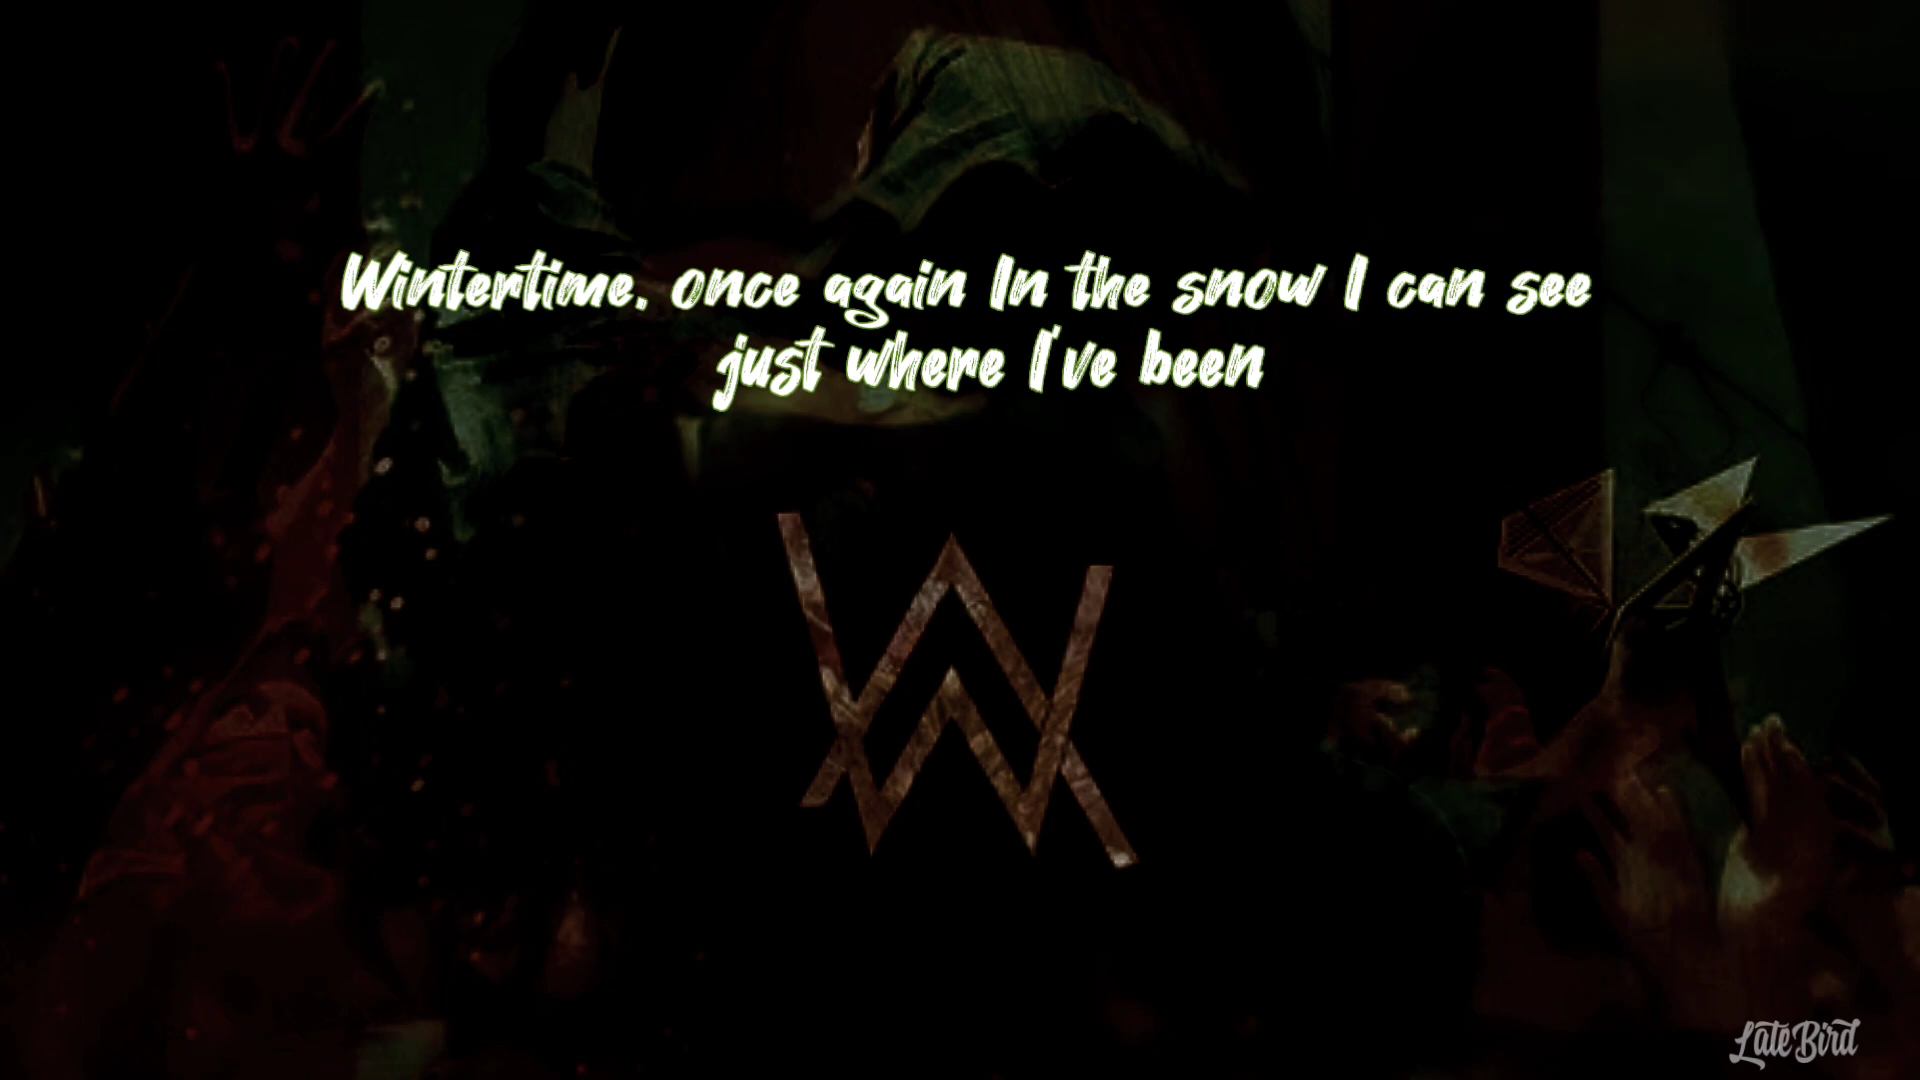 Wintertime, once again In the snow I can see
just where I've been
LateBird